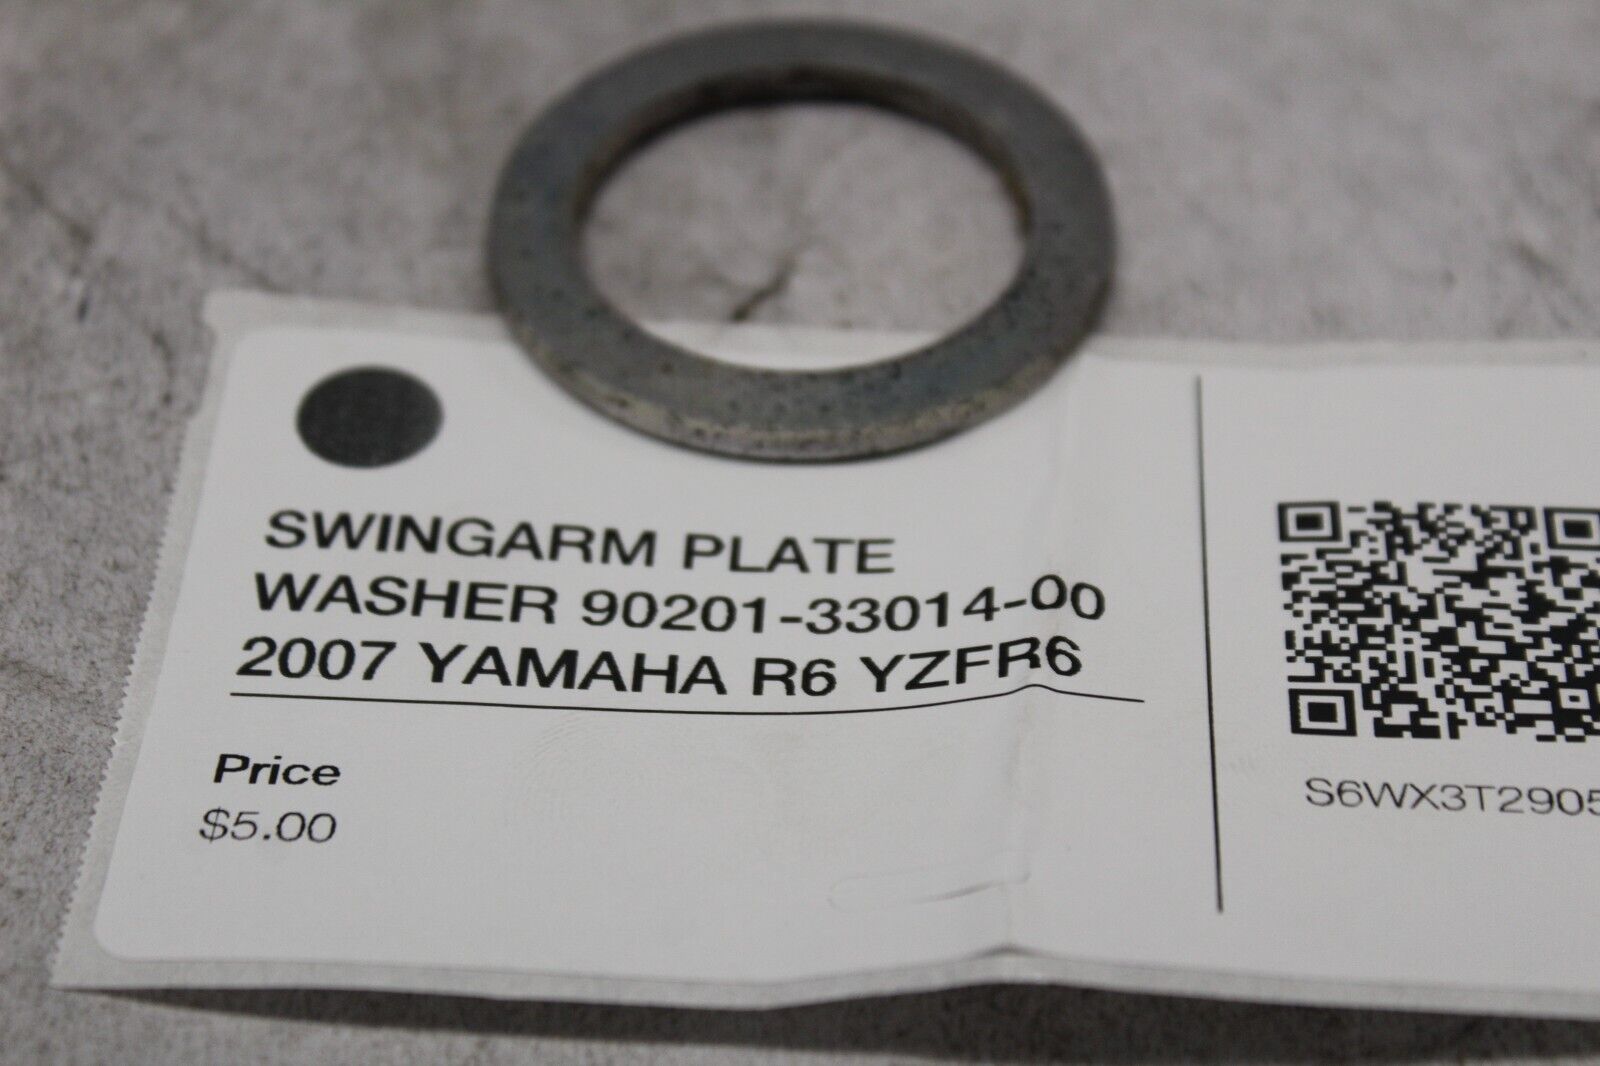 SWINGARM PLATE
WASHER 90201-33014-00
2007 YAMAHA R6 YZFR6
Price
$5.00
S6WX3T2905